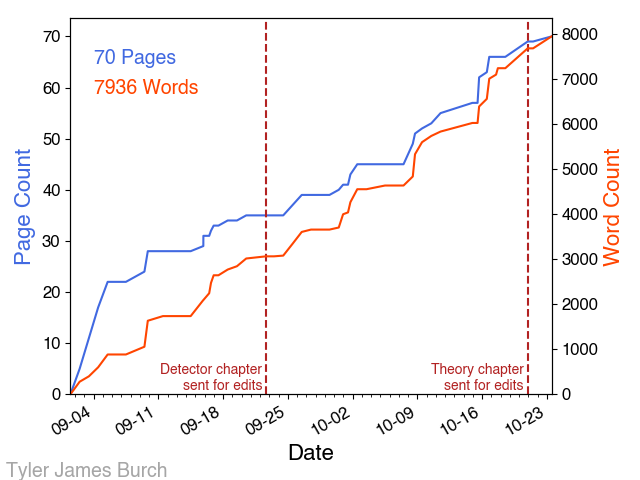 70 Pages
7936 Words
Page Count
70
60
50
40
30
20
10
0
Word Count
8000
7000
6000
5000
4000
3000
2000
1000
0
Detector chapter
sent for edits
Theory chapter
sent for edits
09-04
09-11
09-18
09-25
10-02
10-09
10-16
10-23
Date
Tyler James Burch